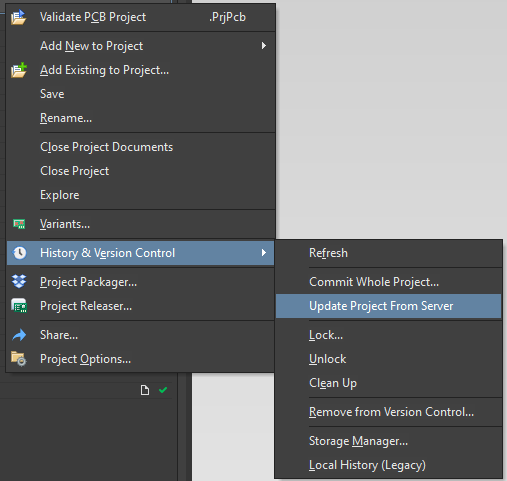 Validate PCB Project .PrjPcb
Add New to Project
Add Existing to Project...
Save
Rename...
Close Project Documents
Close Project
Explore
Variants...
History & Version Control
Project Packager...
Project Releaser...
Share...
Project Options...
Refresh
Commit Whole Project...
Update Project From Server
Lock...
Unlock
Clean Up
Remove from Version Control...
Storage Manager...
Local History (Legacy)